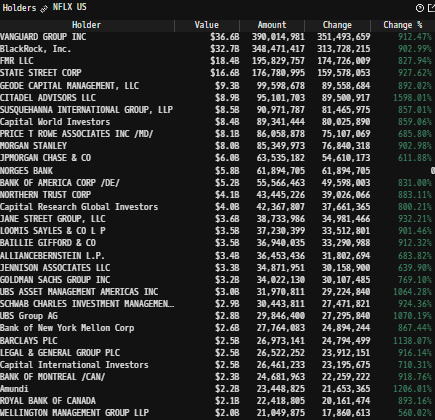 Holders NFLX US
Holder Value Amount Change Change %
VANGUARD GROUP INC $36.6B 390,014,981 351,493,659 912.47%
BlackRock, Inc. $32.7B 348,471,417 313,728,215 902.99%
FMR LLC $18.4B 195,829,757 174,726,009 827.94%
STATE STREET CORP $16.6B 176,780,995 159,578,053 927.62%
GEODE CAPITAL MANAGEMENT, LLC $9.3B 99,598,678 89,558,684 892.02%
CITADEL ADVISORS LLC $8.9B 95,101,703 89,500,917 1598.01%
SUSQUEHANNA INTERNATIONAL GROUP, LLP $8.5B 90,971,787 81,465,975 857.01%
Capital World Investors $8.4B 89,341,444 80,025,890 859.06%
PRICE T ROWE ASSOCIATES INC /MD/ $8.1B 86,058,878 75,107,069 685.80%
MORGAN STANLEY $8.0B 85,349,973 76,840,318 902.98%
JPMORGAN CHASE & CO $6.0B 63,535,182 54,610,173 611.88%
NORGES BANK $5.8B 61,894,705 61,894,705 0
BANK OF AMERICA CORP /DE/ $5.2B 55,566,463 49,598,003 831.00%
NORTHERN TRUST CORP $4.1B 43,445,226 39,026,066 883.11%
Capital Research Global Investors $4.0B 42,367,807 37,661,365 800.21%
JANE STREET GROUP, LLC $3.6B 38,733,986 34,981,466 932.21%
LOOMIS SAYLES & CO L P $3.5B 37,230,399 33,512,801 901.46%
BAILLIE GIFFORD & CO $3.5B 36,940,035 33,290,988 912.32%
ALLIANCEBERNSTEIN L.P. $3.4B 36,453,436 31,802,694 683.82%
JENNISON ASSOCIATES LLC $3.3B 34,871,951 30,158,900 639.90%
GOLDMAN SACHS GROUP INC $3.2B 34,022,130 30,107,485 769.10%
UBS ASSET MANAGEMENT AMERICAS INC $3.0B 31,970,811 29,224,840 1064.28%
SCHWAB CHARLES INVESTMENT MANAGEMEN… $2.9B 30,443,811 27,471,821 924.36%
UBS Group AG $2.8B 29,846,400 27,295,840 1070.19%
Bank of New York Mellon Corp $2.6B 27,764,083 24,894,244 867.44%
BARCLAYS PLC $2.5B 26,973,141 24,794,499 1138.07%
LEGAL & GENERAL GROUP PLC $2.5B 26,522,252 23,912,151 916.14%
Capital International Investors $2.5B 26,461,233 23,195,675 710.31%
BANK OF MONTREAL /CAN/ $2.3B 24,681,963 22,259,222 918.76%
Amundi $2.2B 23,448,825 21,653,365 1206.01%
ROYAL BANK OF CANADA $2.1B 22,418,805 20,161,474 893.16%
WELLINGTON MANAGEMENT GROUP LLP $2.0B 21,049,875 17,860,613 560.02%